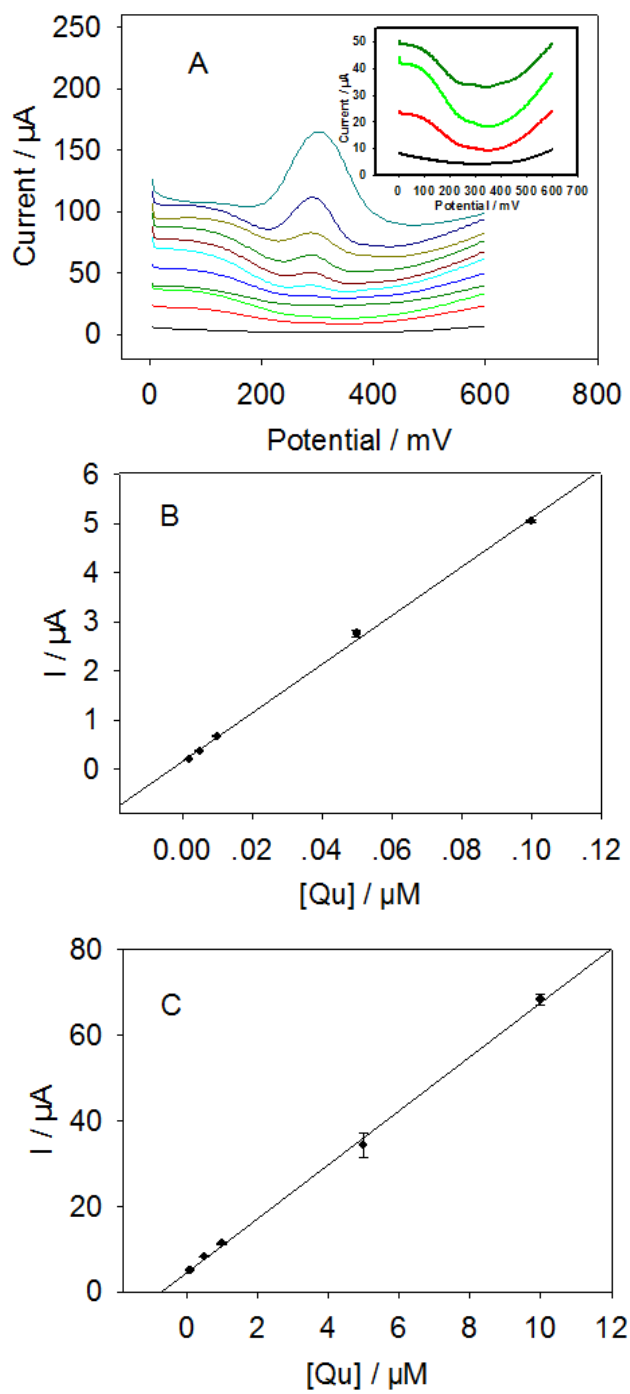 A
Current / µA
250
200
150
100
50
0
0 200 400 600 800
Potential / mV
Current / µA
50
40
30
20
10
0
0 100 200 300 400 500 600 700
Potential / mV
B
I / µA
6
5
4
3
2
1
0
0.00 .02 .04 .06 .08 .10 .12
[Qu] / µM
C
I / µA
80
60
40
20
0
0 2 4 6 8 10 12
[Qu] / µM